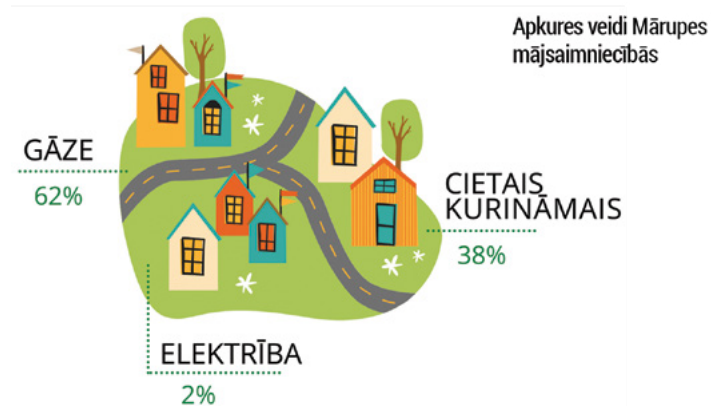 Apkures veidi Mārupes
mājsaimniecībās
GĀZE
62%
CIETAIS
KURINĀMAIS
38%
ELEKTRĪBA
2%